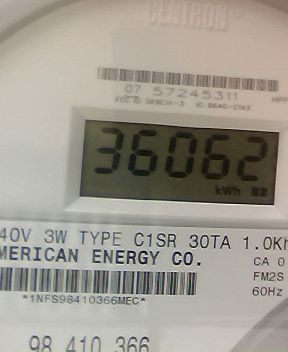 CENTRON®
07 57245311
36062
kWh
40V 3W TYPE C1SR 30TA 1.0Kh
MERICAN ENERGY CO.
CA 0
FM2S
60Hz
*1NFS98410366MEC*
98 410 366